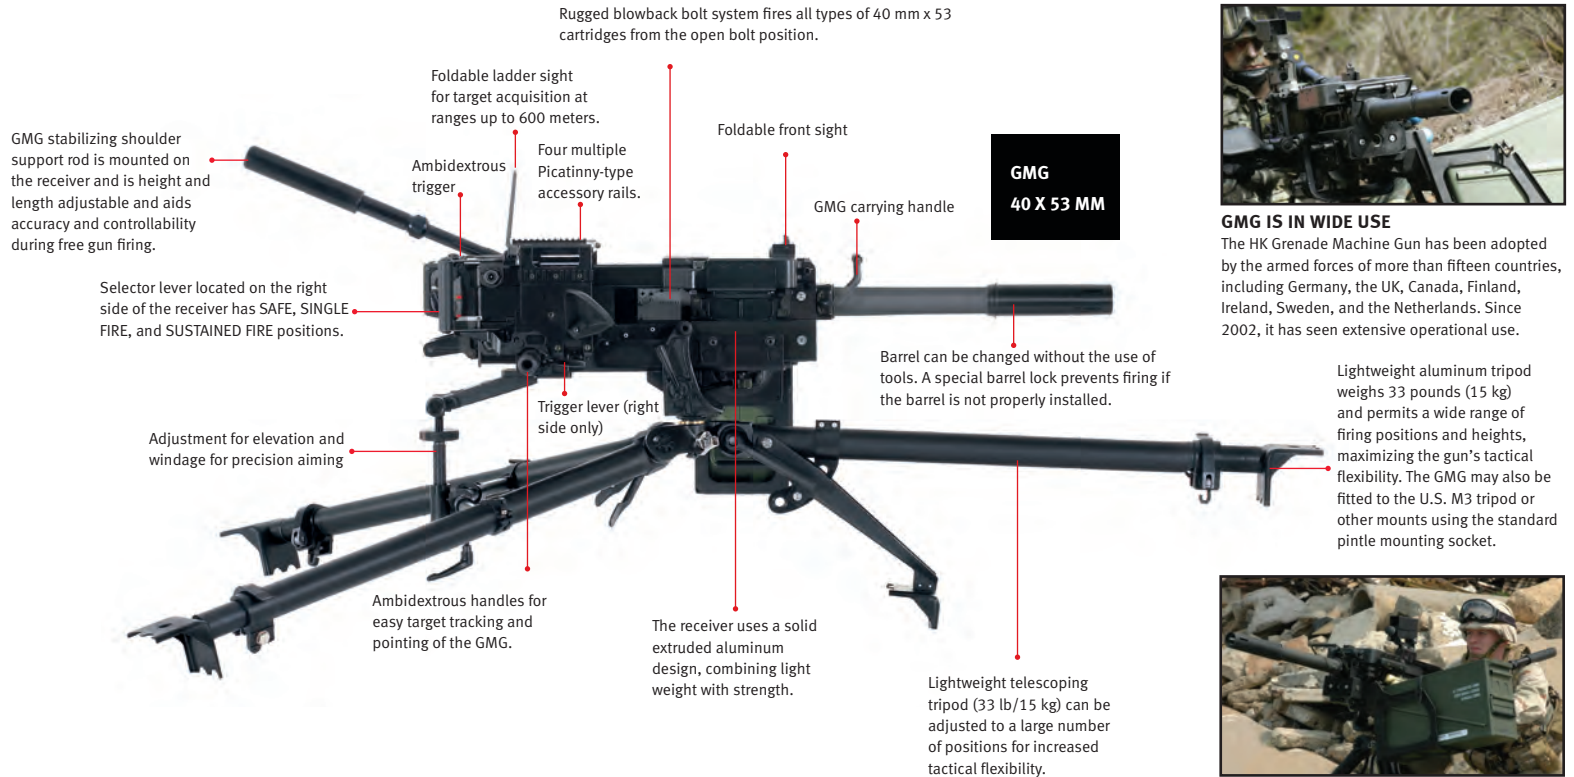 Rugged blowback bolt system fires all types of 40 mm x 53
cartridges from the open bolt position.
Foldable ladder sight
for target acquisition at
ranges up to 600 meters.
Foldable front sight
GMG stabilizing shoulder
support rod is mounted on
the receiver and is height and
length adjustable and aids
accuracy and controllability
during free gun firing.
Ambidextrous
trigger
Four multiple
Picatinny-type
accessory rails.
GMG carrying handle
GMG
40 X 53 MM
Selector lever located on the right
side of the receiver has SAFE, SINGLE
FIRE, and SUSTAINED FIRE positions.
Barrel can be changed without the use of
tools. A special barrel lock prevents firing if
the barrel is not properly installed.
Trigger lever (right
side only)
Adjustment for elevation and
windage for precision aiming
Ambidextrous handles for
easy target tracking and
pointing of the GMG.
The receiver uses a solid
extruded aluminum
design, combining light
weight with strength.
Lightweight telescoping
tripod (33 lb/15 kg) can be
adjusted to a large number
of positions for increased
tactical flexibility.
GMG IS IN WIDE USE
The HK Grenade Machine Gun has been adopted
by the armed forces of more than fifteen countries,
including Germany, the UK, Canada, Finland,
Ireland, Sweden, and the Netherlands. Since
2002, it has seen extensive operational use.
Lightweight aluminum tripod
weighs 33 pounds (15 kg)
and permits a wide range of
firing positions and heights,
maximizing the gun's tactical
flexibility. The GMG may also be
fitted to the U.S. M3 tripod or
other mounts using the standard
pintle mounting socket.